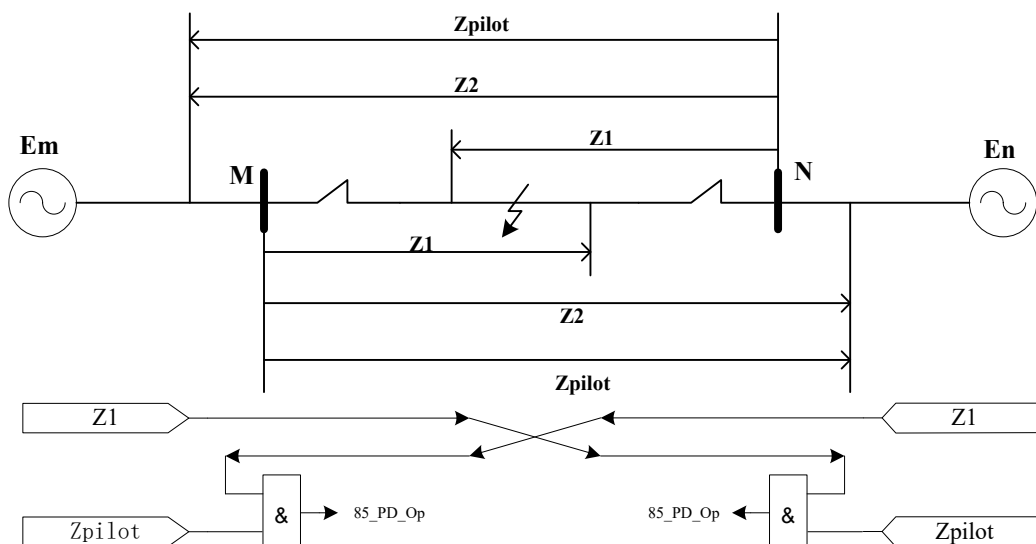 Zpilot
Z2
Em
Z1
En
M
N
Z1
Z2
Zpilot
Z1
Z1
&
85_PD_Op
85_PD_Op
&
Zpilot
Zpilot